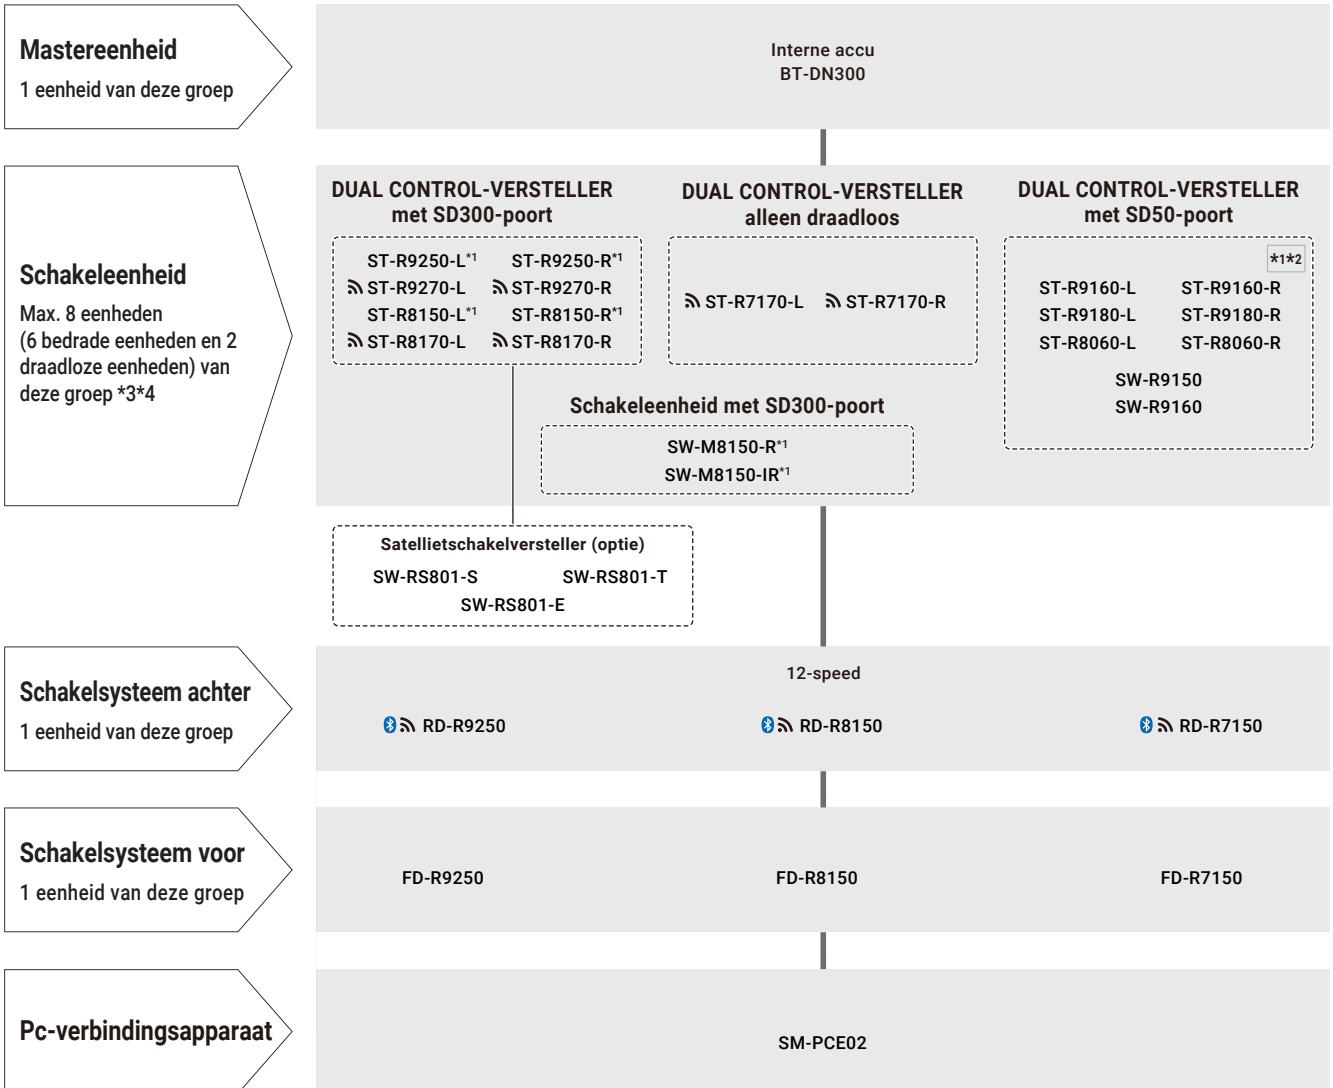 Mastereenheid
1 eenheid van deze groep
Interne accu
BT-DN300
Schakeleenheid
Max. 8 eenheden
(6 bedrade eenheden en 2
draadloze eenheden) van
deze groep *3*4
DUAL CONTROL-VERSTELLER
met SD300-poort
ST-R9250-L*1 ST-R9250-R*1
ST-R9270-L ST-R9270-R
ST-R8150-L*1 ST-R8150-R*1
ST-R8170-L ST-R8170-R
DUAL CONTROL-VERSTELLER
alleen draadloos
ST-R7170-L ST-R7170-R
DUAL CONTROL-VERSTELLER
met SD50-poort
*1*2
ST-R9160-L ST-R9160-R
ST-R9180-L ST-R9180-R
ST-R8060-L ST-R8060-R
SW-R9150
SW-R9160
Schakeleenheid met SD300-poort
SW-M8150-R*1
SW-M8150-IR*1
Satellietschakelversteller (optie)
SW-RS801-S SW-RS801-T
SW-RS801-E
Schakelsysteem achter
1 eenheid van deze groep
12-speed
RD-R9250 RD-R8150 RD-R7150
Schakelsysteem voor
1 eenheid van deze groep
FD-R9250 FD-R8150 FD-R7150
Pc-verbindingsapparaat
SM-PCE02